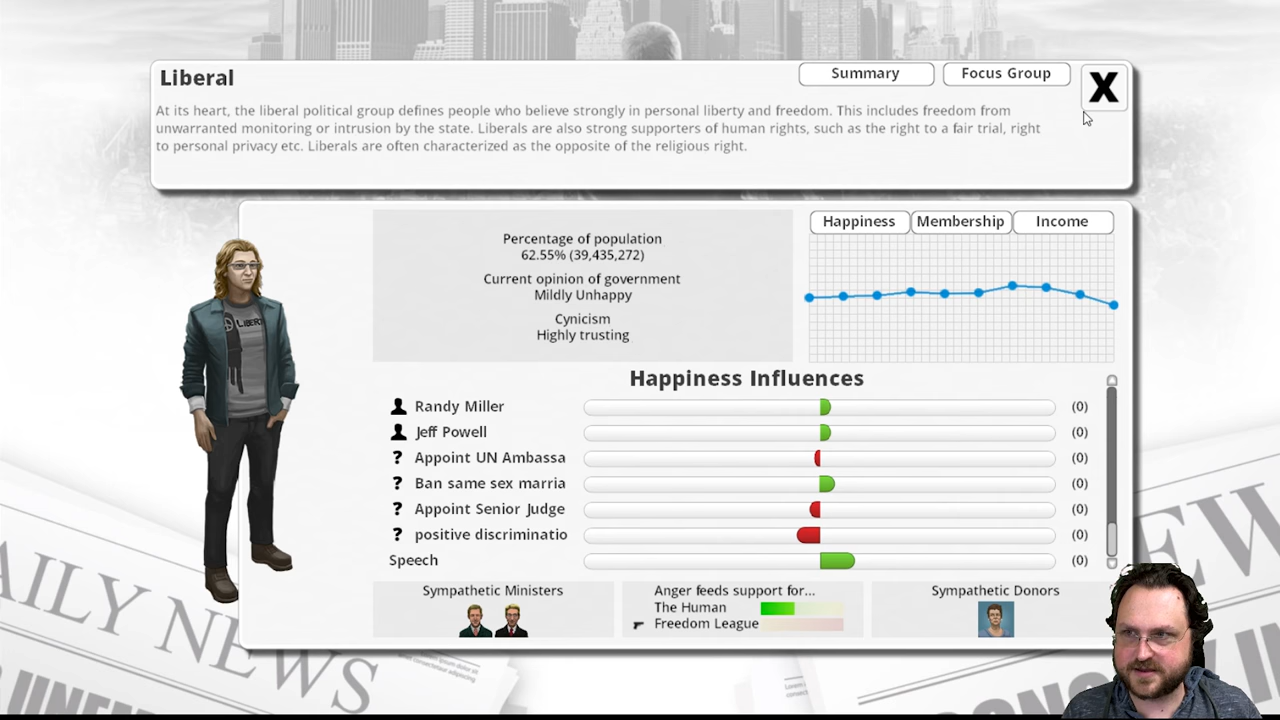 Liberal
Summary
Focus Group
X
At its heart, the liberal political group defines people who believe strongly in personal liberty and freedom. This includes freedom from
unwarranted monitoring or intrusion by the state. Liberals are also strong supporters of human rights, such as the right to a fair trial, right
to personal privacy etc. Liberals are often characterized as the opposite of the religious right.
Percentage of population
62.55% (39,435,272)
Current opinion of government
Mildly Unhappy
Cynicism
Highly trusting
Happiness
Membership
Income
LIBERT
Happiness Influences
Randy Miller (0)
Jeff Powell (0)
? Appoint UN Ambassa (0)
? Ban same sex marria (0)
? Appoint Senior Judge (0)
? positive discriminatio (0)
Speech (0)
Sympathetic Ministers
Anger feeds support for...
The Human
Freedom League
Sympathetic Donors
AILY NEWS
NEW